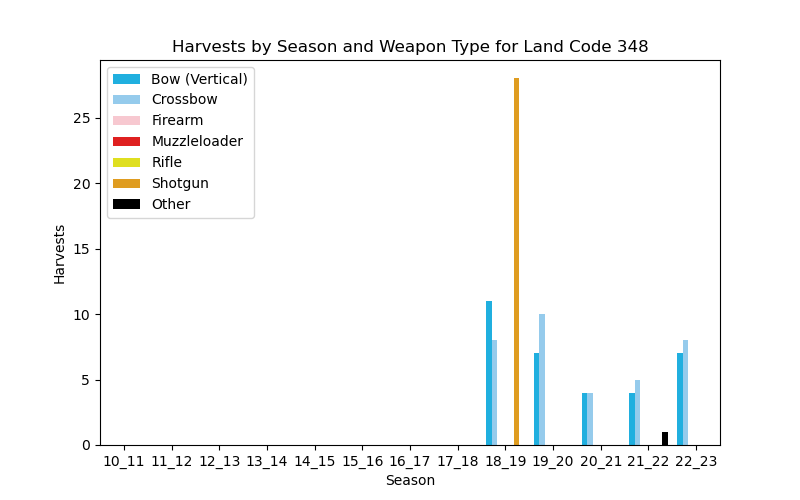 Harvests by Season and Weapon Type for Land Code 348
Bow (Vertical)
Crossbow
Firearm
Muzzleloader
Rifle
Shotgun
Other
25
20
15
10
5
0
Harvests
10_11 11_12 12_13 13_14 14_15 15_16 16_17 17_18 18_19 19_20 20_21 21_22 22_23
Season